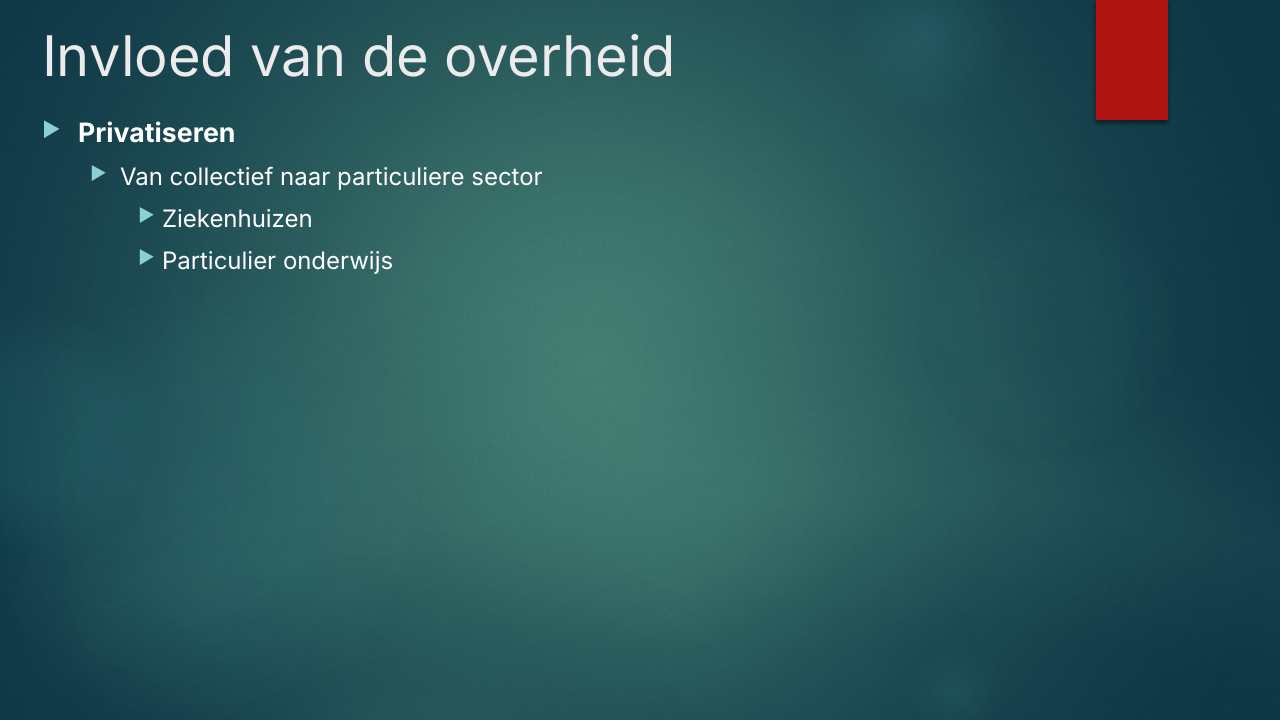 Invloed van de overheid
Privatiseren
Van collectief naar particuliere sector
Ziekenhuizen
Particulier onderwijs